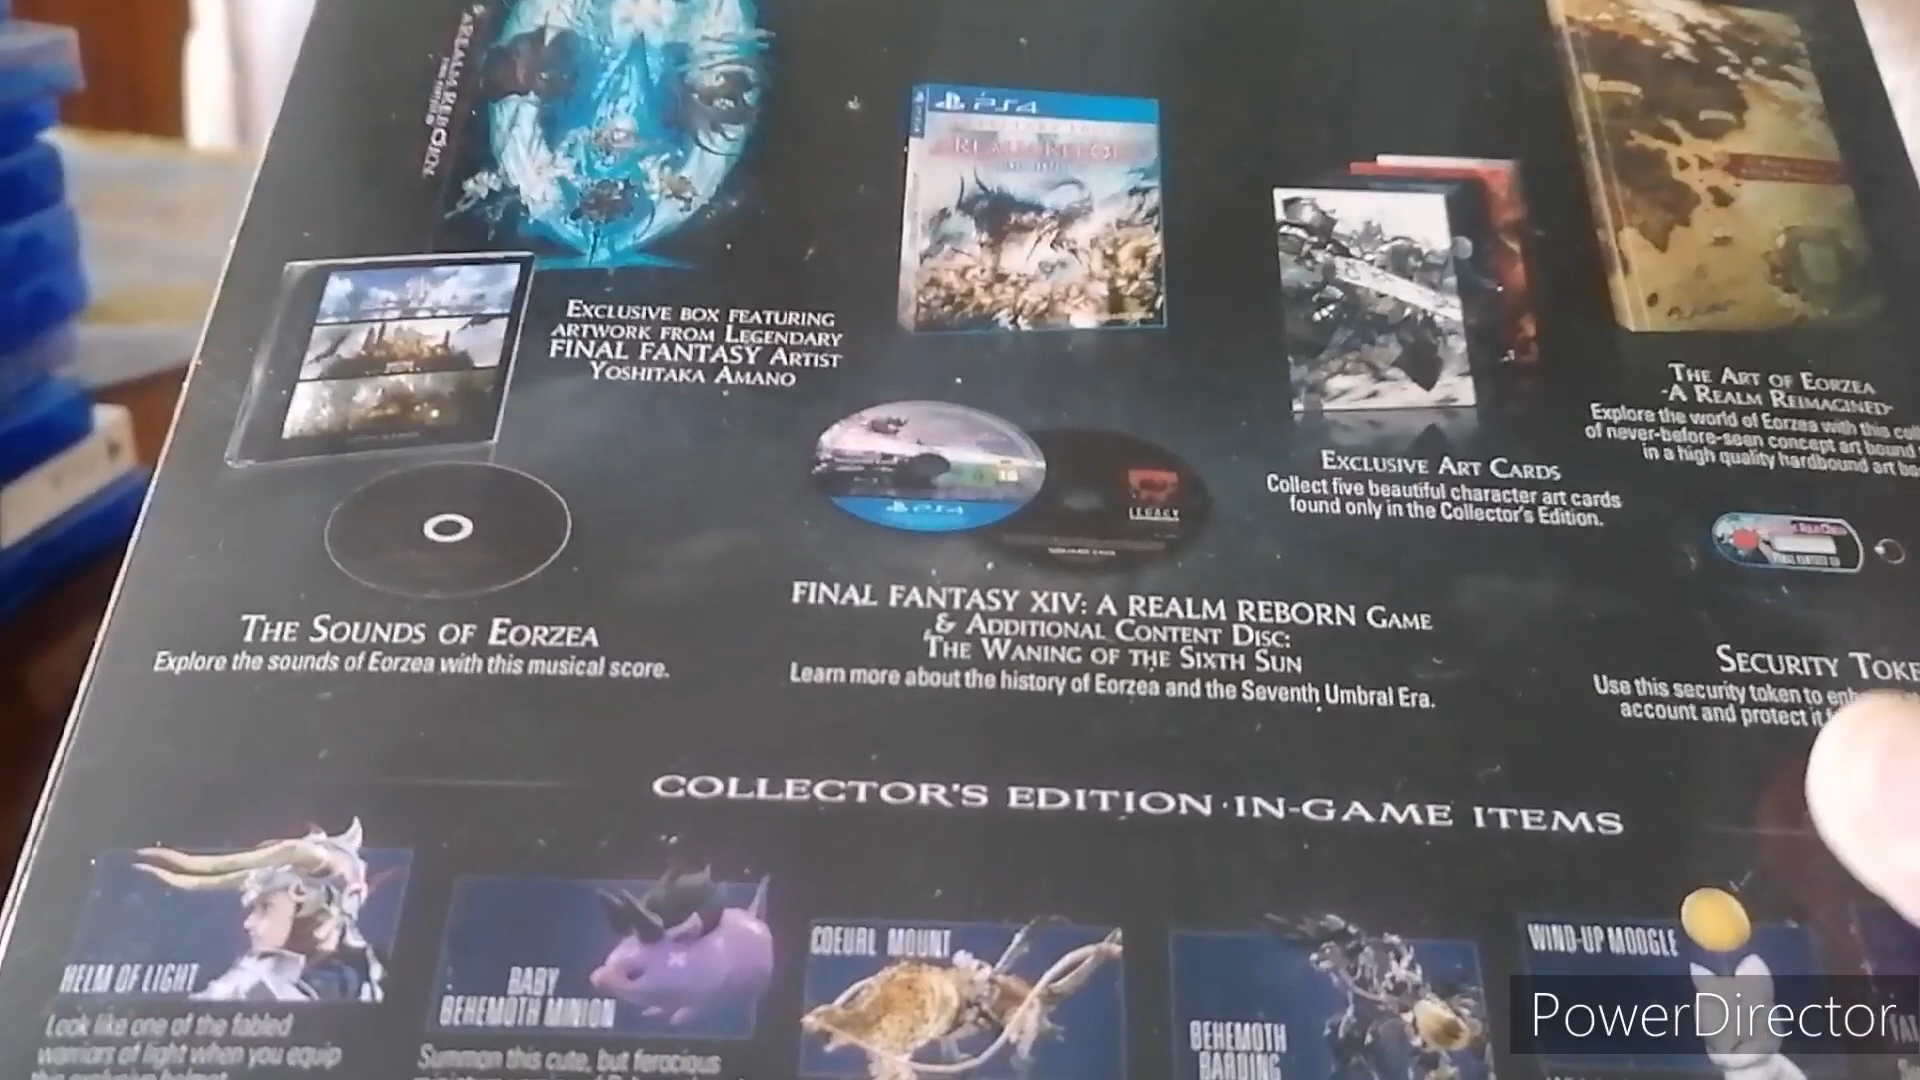 A REALM REBORN
PS4
EXCLUSIVE BOX FEATURING
ARTWORK FROM LEGENDARY
FINAL FANTASY ARTIST
YOSHITAKA AMANO
THE SOUNDS OF EORZEA
Explore the sounds of Eorzea with this musical score.
PS4
LEGACY
SQUARE ENIX
FINAL FANTASY XIV: A REALM REBORN GAME
& ADDITIONAL CONTENT DISC:
'THE WANING OF THE SIXTH SUN
Learn more about the history of Eorzea and the Seventh Umbral Era.
EXCLUSIVE ART CARDS
Collect five beautiful character art cards
found only in the Collector's Edition.
THE ART OF EORZEA
-A REALM REIMAGINED-
Explore the world of Eorzea with this
of never-before-seen concept art bound
in a high quality hardbound art
SECURITY
Use this security token to
account and protect it
COLLECTOR'S EDITION · IN-GAME ITEMS
HELM OF LIGHT
Look like one of the fabled
warriors of light when you equip
BABY
BEHEMOTH MINION
Summon this cute, but ferocious
COEURL MOUNT
BEHEMOTH
BARDING
WIND-UP MOOGLE
PowerDirector